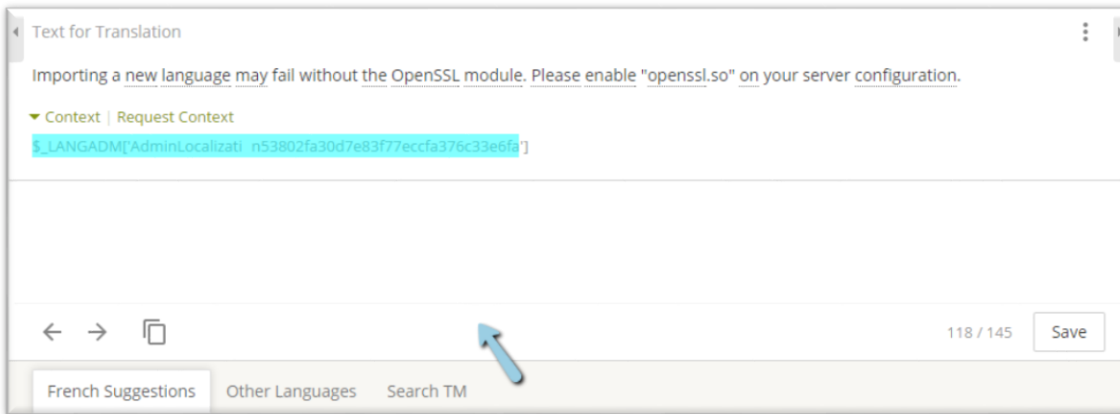 Text for Translation
Importing a new language may fail without the OpenSSL module. Please enable "openssl.so" on your server configuration.
Context | Request Context
$_LANGADM['AdminLocalizati n53802fa30d7e83f77eccfa376c33e6fa']
118 / 145 Save
French Suggestions Other Languages Search TM